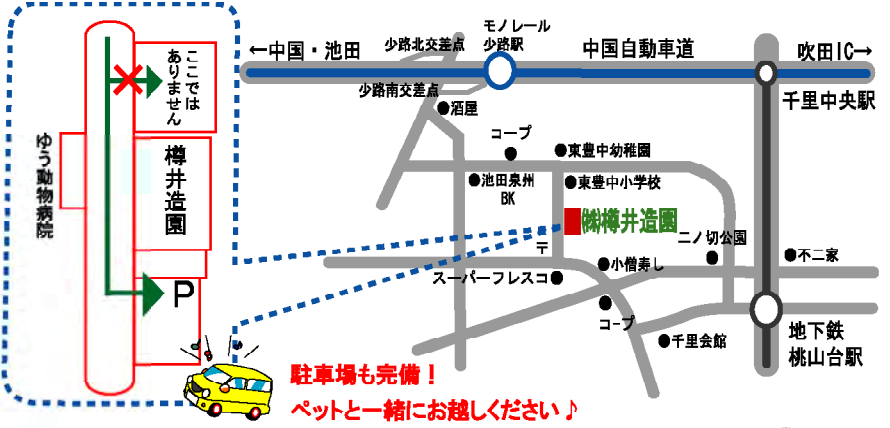 モノレール
少路駅
←中国・池田
少路北交差点
中国自動車道
吹田IC→
少路南交差点
千里中央駅
酒屋
コープ
東豊中幼稚園
池田泉州
BK
東豊中小学校
㈱樽井造園
二ノ切公園
〒
不二家
スーパーフレスコ
小僧寿し
コープ
千里会館
地下鉄
桃山台駅
ここでは
ありません
ゆう動物病院
樽井造園
P
駐車場も完備！
ペットと一緒にお越しください♪